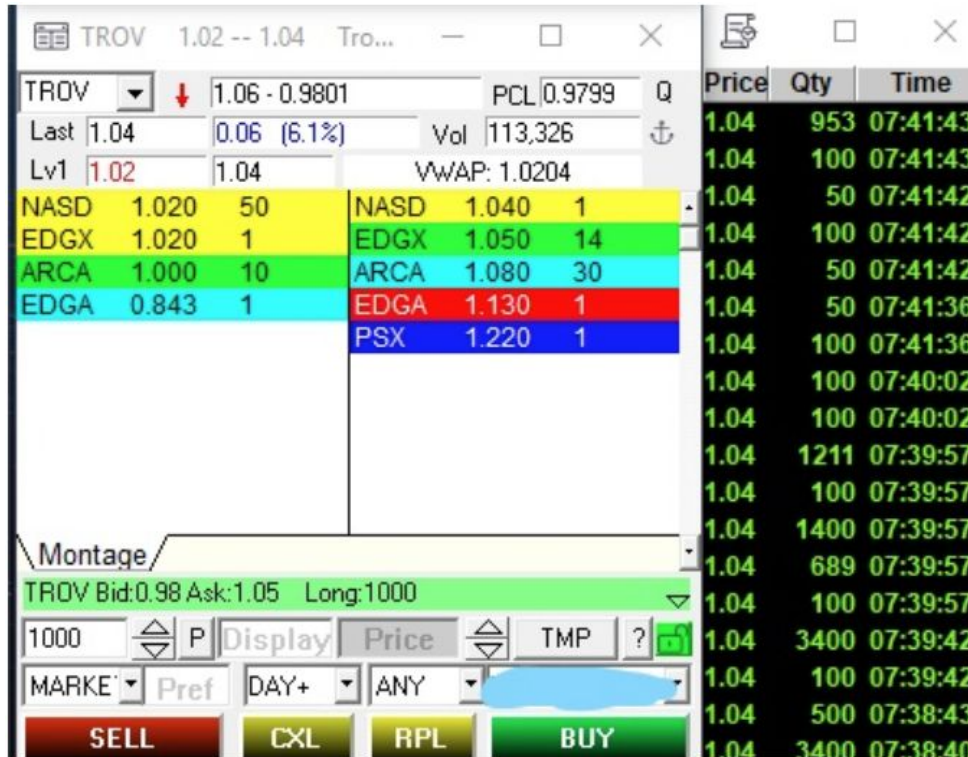 TROV 1.02 -- 1.04 Tro...
TROV 1.06 - 0.9801 PCL 0.9799 Q
Last 1.04 0.06 (6.1%) Vol 113,326
Lv1 1.02 1.04 VWAP: 1.0204
NASD 1.020 50 NASD 1.040 1
EDGX 1.020 1 EDGX 1.050 14
ARCA 1.000 10 ARCA 1.080 30
EDGA 0.843 1 EDGA 1.130 1
PSX 1.220 1
Montage
TROV Bid:0.98 Ask:1.05 Long:1000
1000 P Display Price TMP ?
MARKE Pref DAY+ ANY
SELL CXL RPL BUY
Price Qty Time
1.04 953 07:41:43
1.04 100 07:41:43
1.04 50 07:41:42
1.04 100 07:41:42
1.04 50 07:41:42
1.04 50 07:41:36
1.04 100 07:41:36
1.04 100 07:40:02
1.04 100 07:40:02
1.04 1211 07:39:57
1.04 100 07:39:57
1.04 1400 07:39:57
1.04 689 07:39:57
1.04 100 07:39:57
1.04 3400 07:39:42
1.04 100 07:39:42
1.04 500 07:38:43
1.04 3400 07:38:40